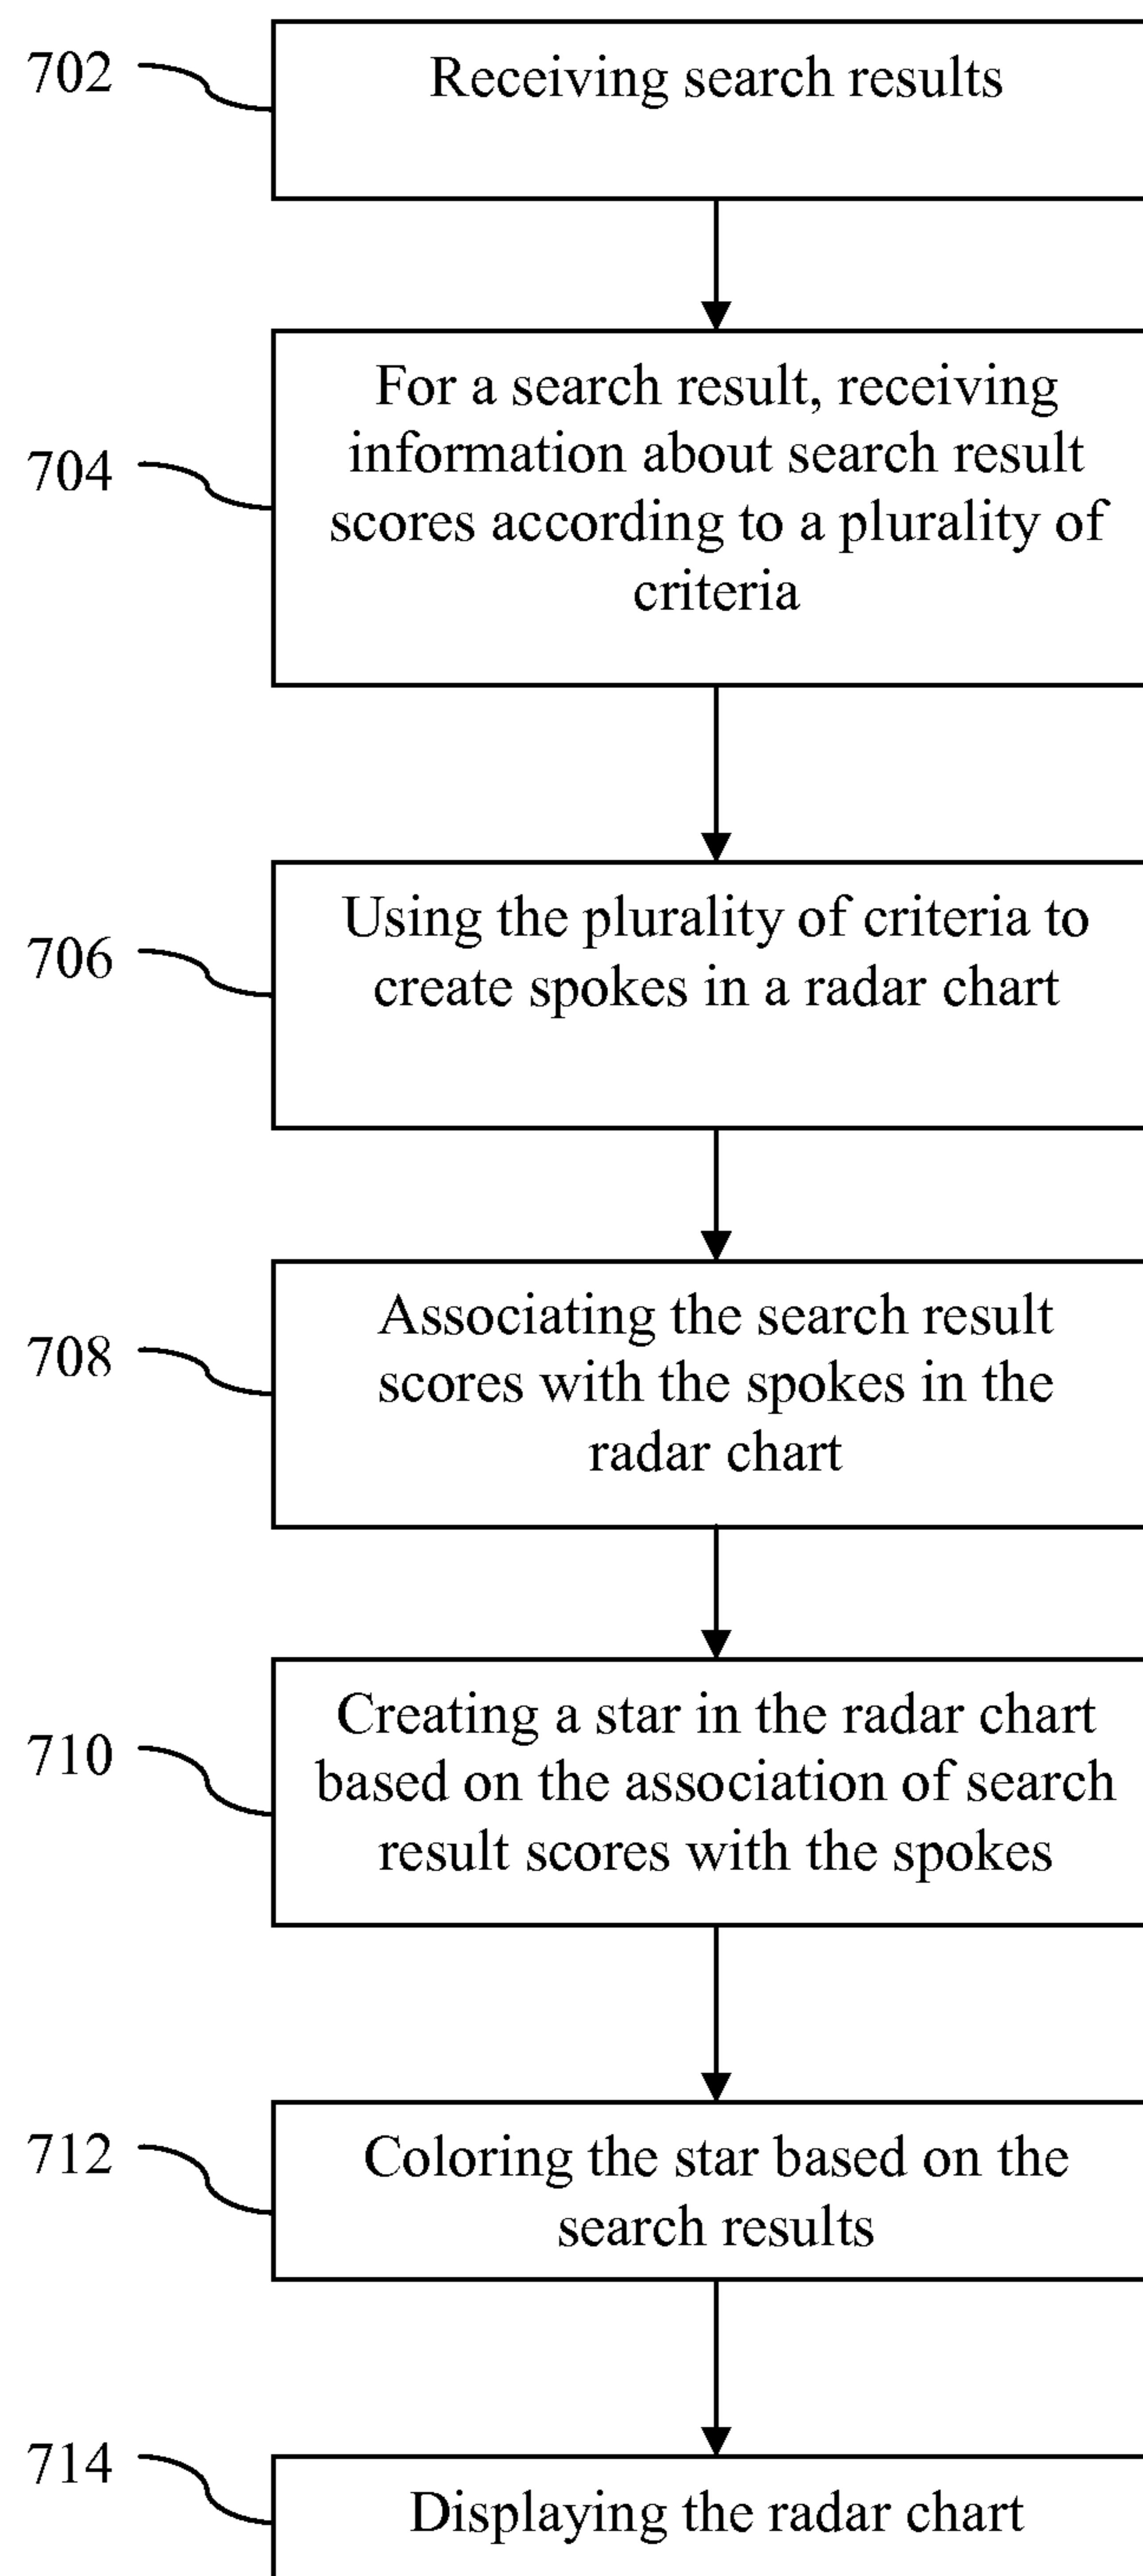 702
Receiving search results
704
For a search result, receiving
information about search result
scores according to a plurality of
criteria
706
Using the plurality of criteria to
create spokes in a radar chart
708
Associating the search result
scores with the spokes in the
radar chart
710
Creating a star in the radar chart
based on the association of search
result scores with the spokes
712
Coloring the star based on the
search results
714
Displaying the radar chart